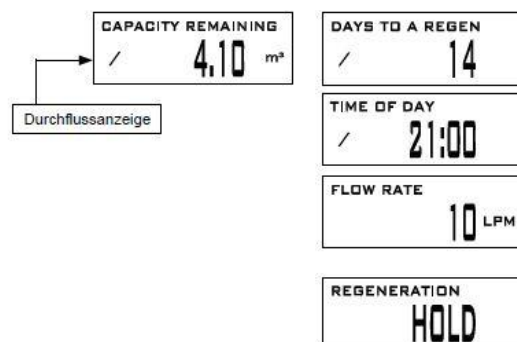 CAPACITY REMAINING
/ 4.10 m³
Durchflussanzeige
DAYS TO A REGEN
/ 14
TIME OF DAY
/ 21:00
FLOW RATE
10 LPM
REGENERATION
HOLD